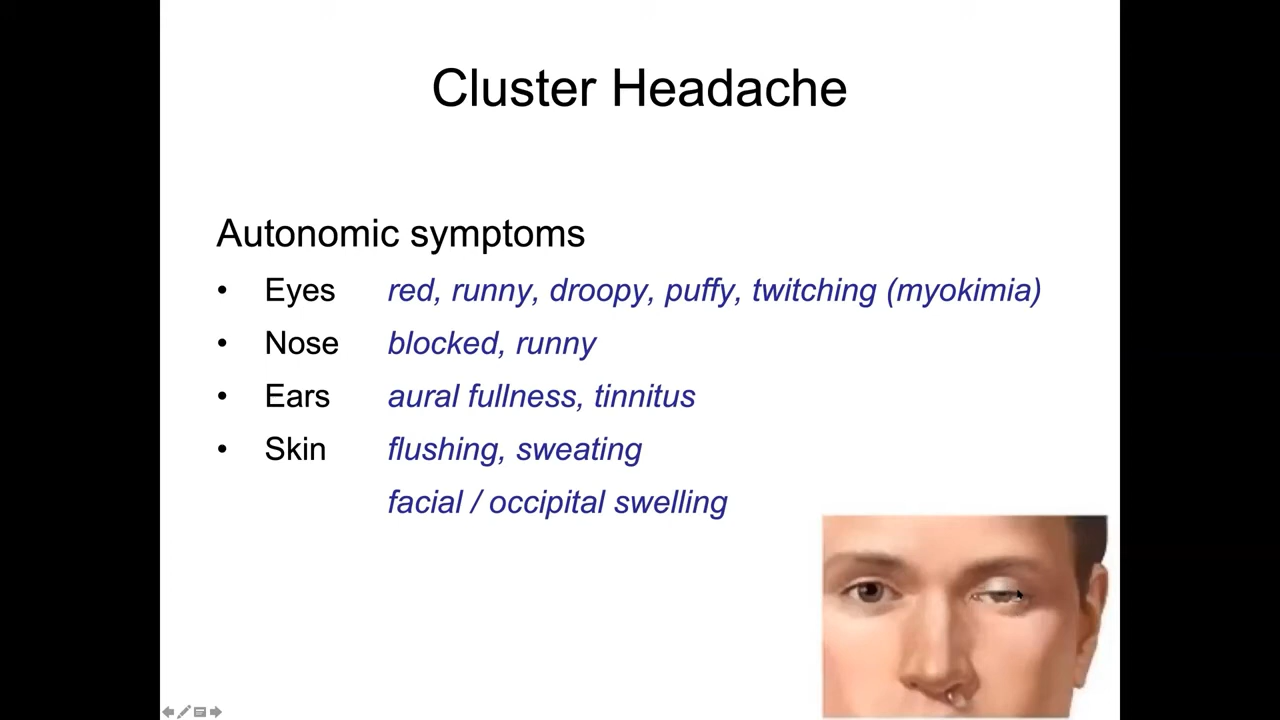 Cluster Headache
Autonomic symptoms
• Eyes red, runny, droopy, puffy, twitching (myokimia)
• Nose blocked, runny
• Ears aural fullness, tinnitus
• Skin flushing, sweating
facial / occipital swelling